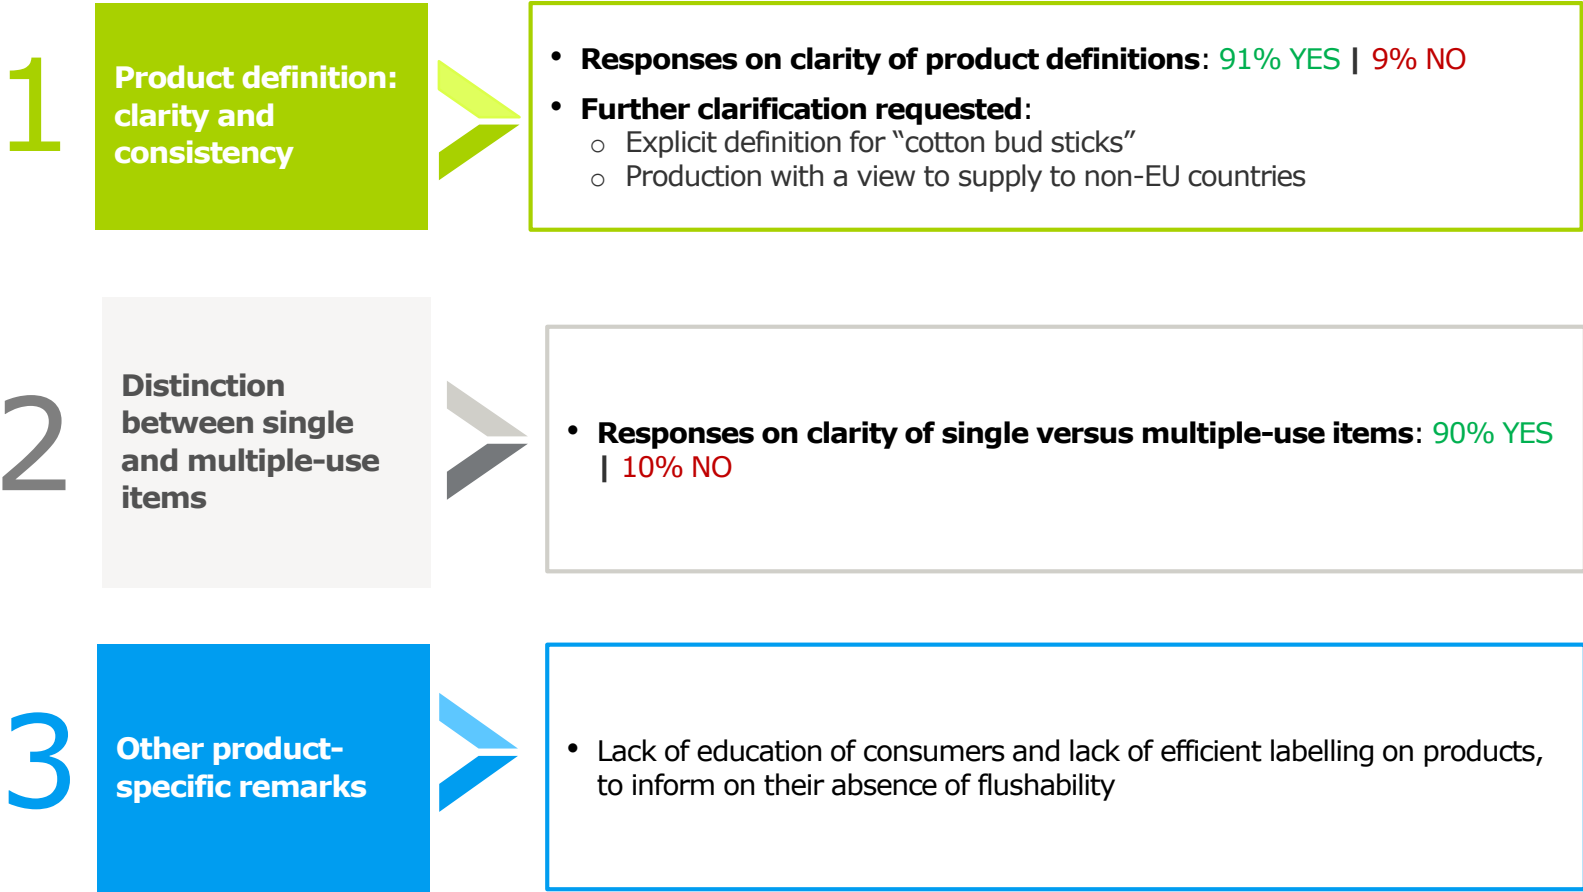 1
Product definition:
clarity and
consistency
• Responses on clarity of product definitions: 91% YES | 9% NO
• Further clarification requested:
o Explicit definition for “cotton bud sticks”
o Production with a view to supply to non-EU countries
2
Distinction
between single
and multiple-use
items
• Responses on clarity of single versus multiple-use items: 90% YES
| 10% NO
3
Other product-
specific remarks
• Lack of education of consumers and lack of efficient labelling on products,
to inform on their absence of flushability